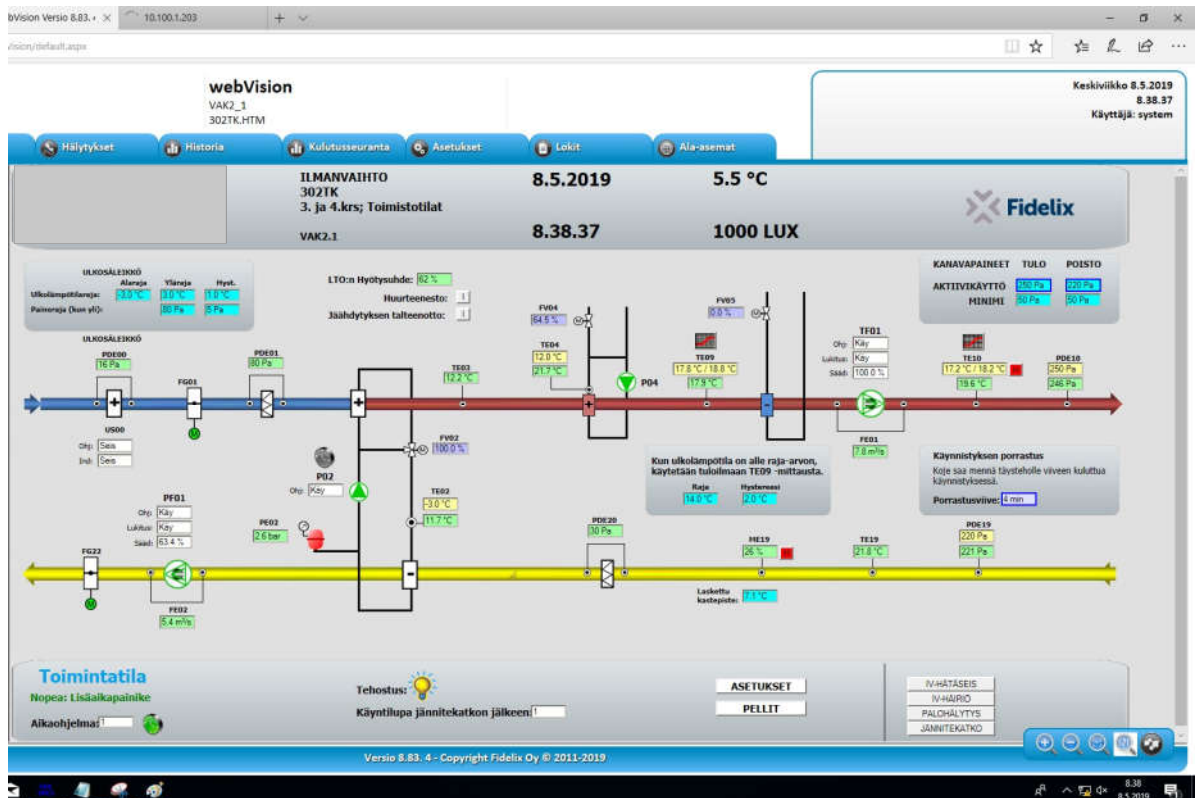 bVision Versio 8.83. 10.100.1.203
vision/default.aspx
webVision
VAK2_1
302TK.HTM
Keskiviikko 8.5.2019
8.38.37
Käyttäjä: system
Hälytykset Historia Kulutusseuranta Asetukset Lokit Ala-asemat
ILMANVAIHTO
302TK
3. ja 4.krs; Toimistotilat
VAK2.1
8.5.2019 5.5 °C
8.38.37 1000 LUX
Fidelix
ULKOSÄLEIKKÖ
Alaraja Yläraja Hyst.
Ulkolämpötilaraja: -3.0 °C 3.0 °C 1.0 °C
Paineraja (kun yli): 80 Pa 5 Pa
LTO:n Hyötysuhde: 62 %
Huurteenesto: 1
Jäähdytyksen talteenotto: 1
KANAVAPAINEET TULO POISTO
AKTIIVIKÄYTTÖ 250 Pa 220 Pa
MINIMI 50 Pa 50 Pa
ULKOSÄLEIKKÖ
PDE00
16 Pa
FG01
PDE01
80 Pa
US00
Ohj: Seis
Ind: Seis
TE03
12.2 °C
FV04
64.5 % M
TE04
12.0 °C
21.7 °C
P04
FV05
0.0 % M
TE09
17.8 °C / 18.8 °C
17.9 °C
TF01
Ohj: Käy
Lukitus: Käy
Sääd: 100.0 %
FE01
7.8 m³/s
TE10
17.2 °C / 18.2 °C
19.6 °C
PDE10
250 Pa
246 Pa
FV02
M 100.0 %
P02
Ohj: Käy
TE02
-3.0 °C
11.7 °C
PE02
2.6 bar
Kun ulkolämpötila on alle raja-arvon,
käytetään tuloilmaan TE09 -mittausta.
Raja Hystereesi
14.0 °C 2.0 °C
Käynnistyksen porrastus
Koje saa mennä täysteholle viiveen kuluttua
käynnistyksessä.
Porrastusviive: 4 min
PF01
Ohj: Käy
Lukitus: Käy
Sääd: 63.4 %
FG22
M
FE02
5.4 m³/s
PDE20
30 Pa
ME19
26 %
TE19
21.8 °C
PDE19
220 Pa
221 Pa
Laskettu
kastepiste: 7.1 °C
Toimintatila
Nopea: Lisäaikapainike
Aikaohjelma: 1
Tehostus:
Käyntilupa jännitekatkon jälkeen: 1
ASETUKSET
PELLIT
IV-HÄTÄSEIS
IV-HÄIRIÖ
PALOHÄLYTYS
JÄNNITEKATKO
Versio 8.83. 4 - Copyright Fidelix Oy © 2011-2019
8.38
8.5.2019